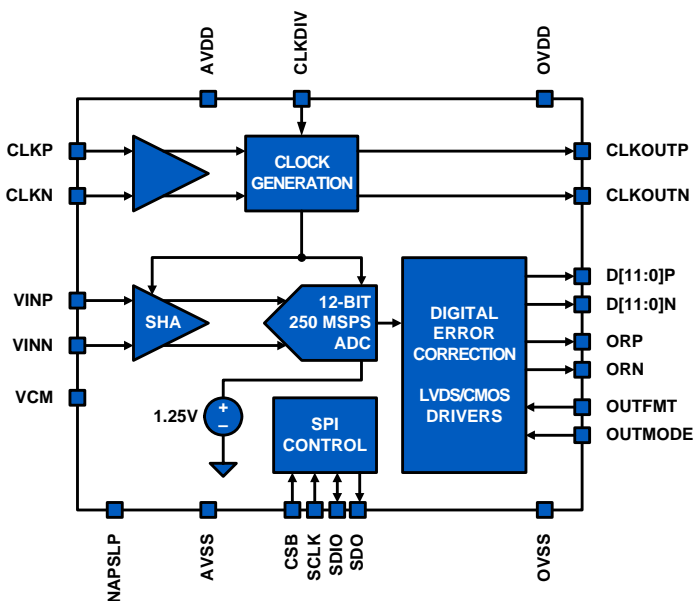 AVDD
CLKDIV
OVDD
CLKP
CLKN
CLOCK
GENERATION
CLKOUTP
CLKOUTN
VINP
VINN
VCM
SHA
12-BIT
250 MSPS
ADC
1.25V
+
−
DIGITAL
ERROR
CORRECTION
LVDS/CMOS
DRIVERS
D[11:0]P
D[11:0]N
ORP
ORN
OUTFMT
OUTMODE
SPI
CONTROL
NAPSLP
AVSS
CSB
SCLK
SDIO
SDO
OVSS